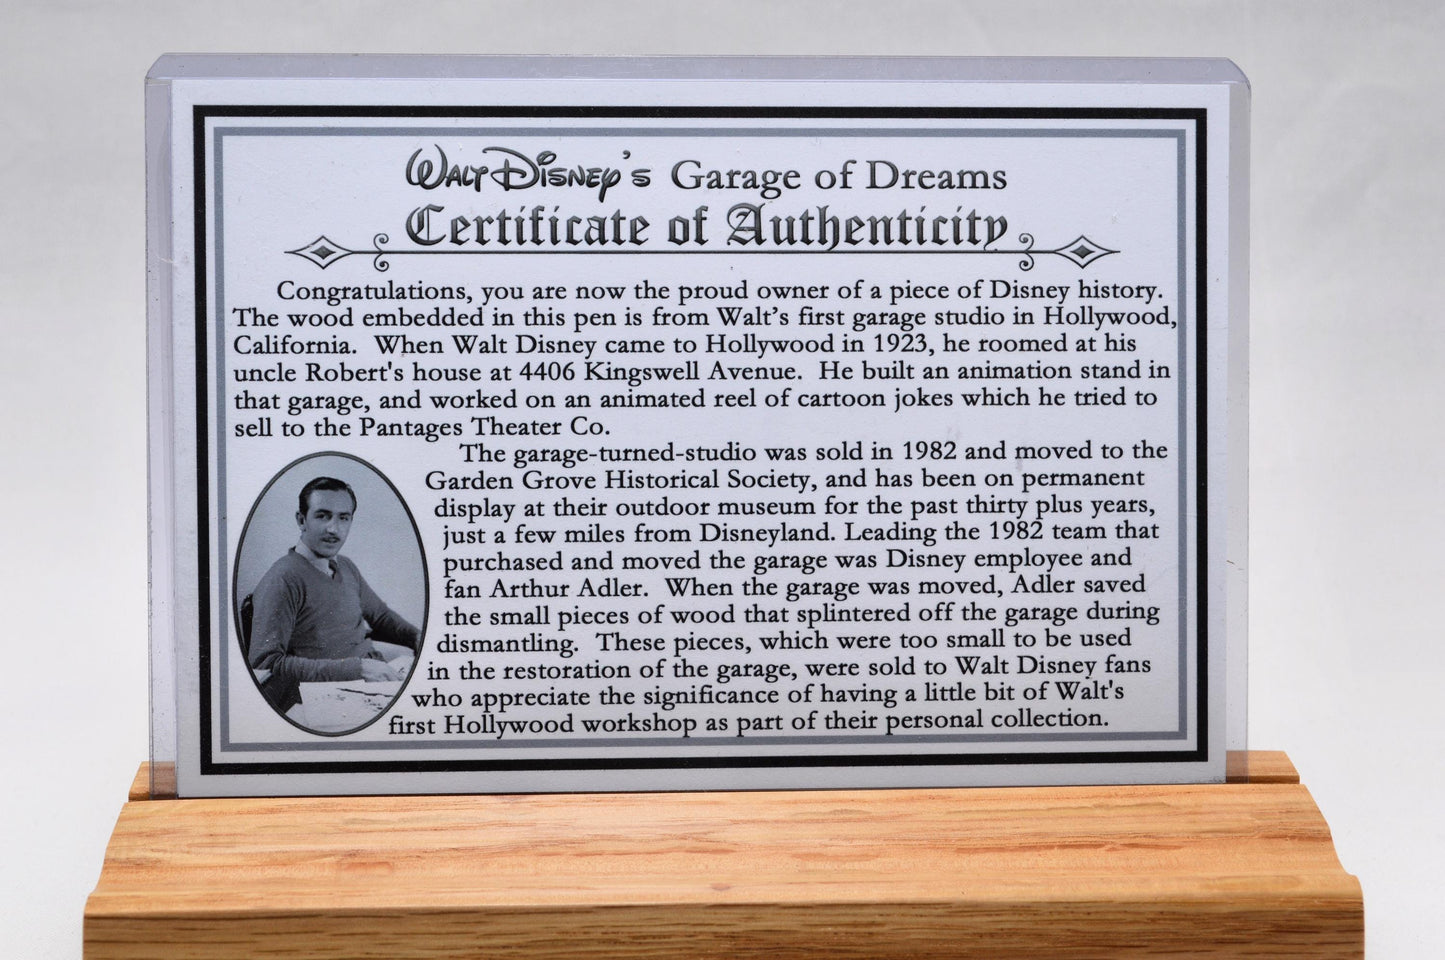 Walt Disney's Garage of Dreams
Certificate of Authenticity
Congratulations, you are now the proud owner of a piece of Disney history.
The wood embedded in this pen is from Walt's first garage studio in Hollywood,
California. When Walt Disney came to Hollywood in 1923, he roomed at his
uncle Robert's house at 4406 Kingswell Avenue. He built an animation stand in
that garage, and worked on an animated reel of cartoon jokes which he tried to
sell to the Pantages Theater Co.
The garage-turned-studio was sold in 1982 and moved to the
Garden Grove Historical Society, and has been on permanent
display at their outdoor museum for the past thirty plus years,
just a few miles from Disneyland. Leading the 1982 team that
purchased and moved the garage was Disney employee and
fan Arthur Adler. When the garage was moved, Adler saved
the small pieces of wood that splintered off the garage during
dismantling. These pieces, which were too small to be used
in the restoration of the garage, were sold to Walt Disney fans
who appreciate the significance of having a little bit of Walt's
first Hollywood workshop as part of their personal collection.